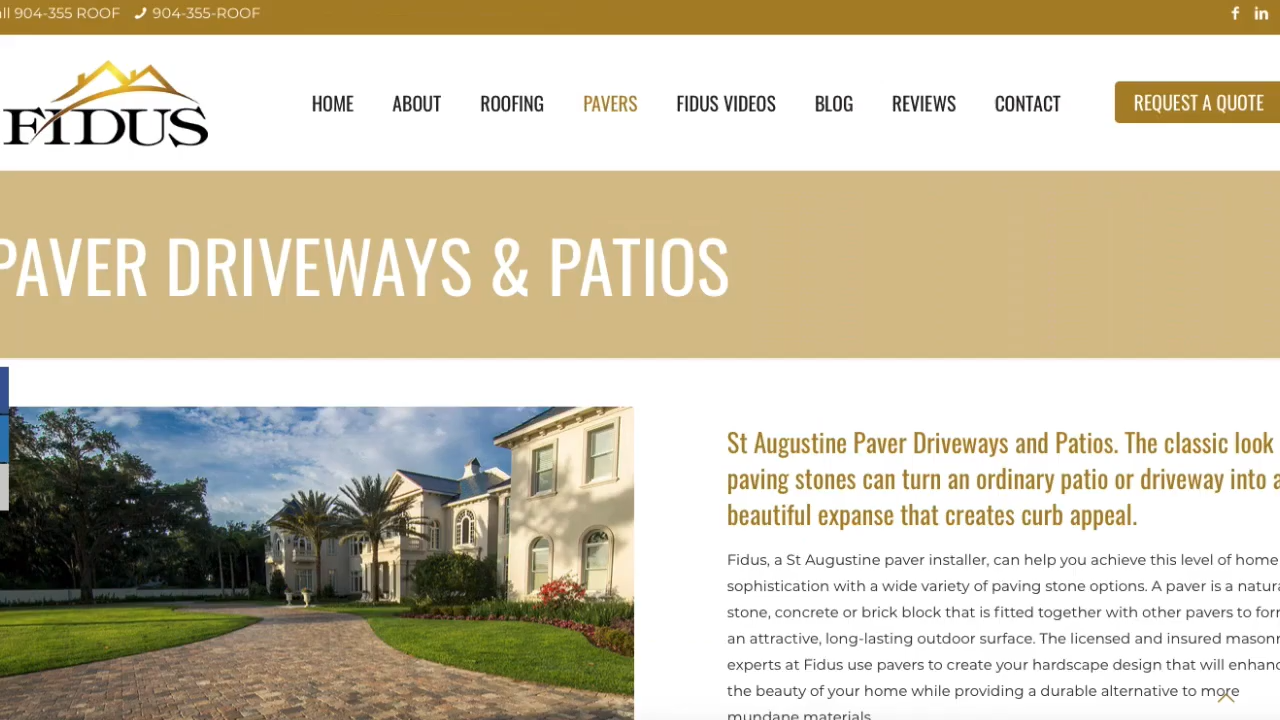 904-355 ROOF 904-355-ROOF
FIDUS
HOME ABOUT ROOFING PAVERS FIDUS VIDEOS BLOG REVIEWS CONTACT REQUEST A QUOTE
PAVER DRIVEWAYS & PATIOS
St Augustine Paver Driveways and Patios. The classic look
paving stones can turn an ordinary patio or driveway into a
beautiful expanse that creates curb appeal.
Fidus, a St Augustine paver installer, can help you achieve this level of home
sophistication with a wide variety of paving stone options. A paver is a natura
stone, concrete or brick block that is fitted together with other pavers to for
an attractive, long-lasting outdoor surface. The licensed and insured mason
experts at Fidus use pavers to create your hardscape design that will enhanc
the beauty of your home while providing a durable alternative to more
mundane materials